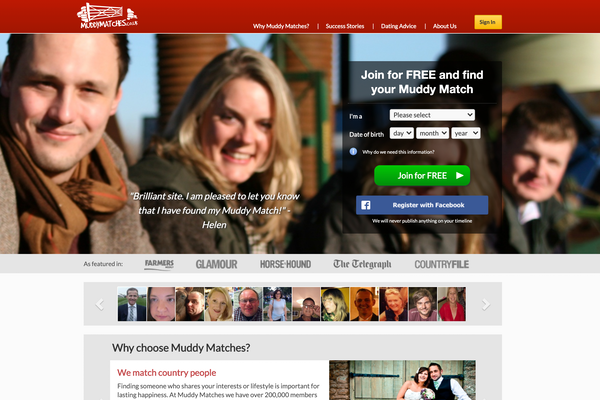 MUDDYMATCHES.CO.UK
Why Muddy Matches? | Success Stories | Dating Advice | About Us
Sign In
Join for FREE and find
your Muddy Match
I'm a Please select
Date of birth day month year
Why do we need this information?
Join for FREE
Register with Facebook
We will never publish anything on your timeline
"Brilliant site. I am pleased to let you know
that I have found my Muddy Match!" -
Helen
As featured in: FARMERS GLAMOUR HORSE&HOUND The Telegraph COUNTRYFILE
Why choose Muddy Matches?
We match country people
Finding someone who shares your interests or lifestyle is important for
lasting happiness. At Muddy Matches we have over 200,000 members